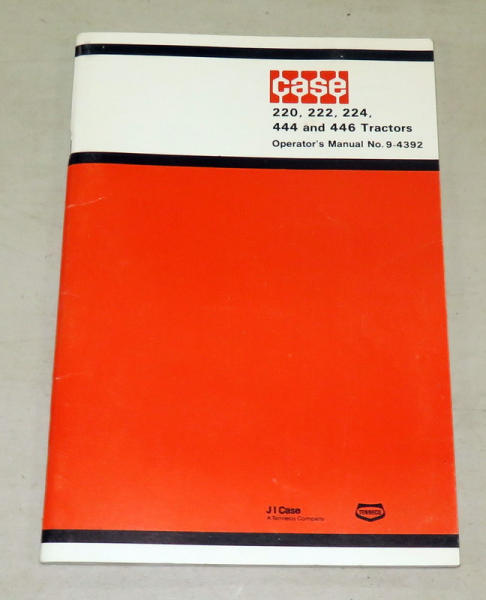 case
220, 222, 224,
444 and 446 Tractors
Operator's Manual No. 9-4392
J I Case
A Tenneco Company
TENNECO